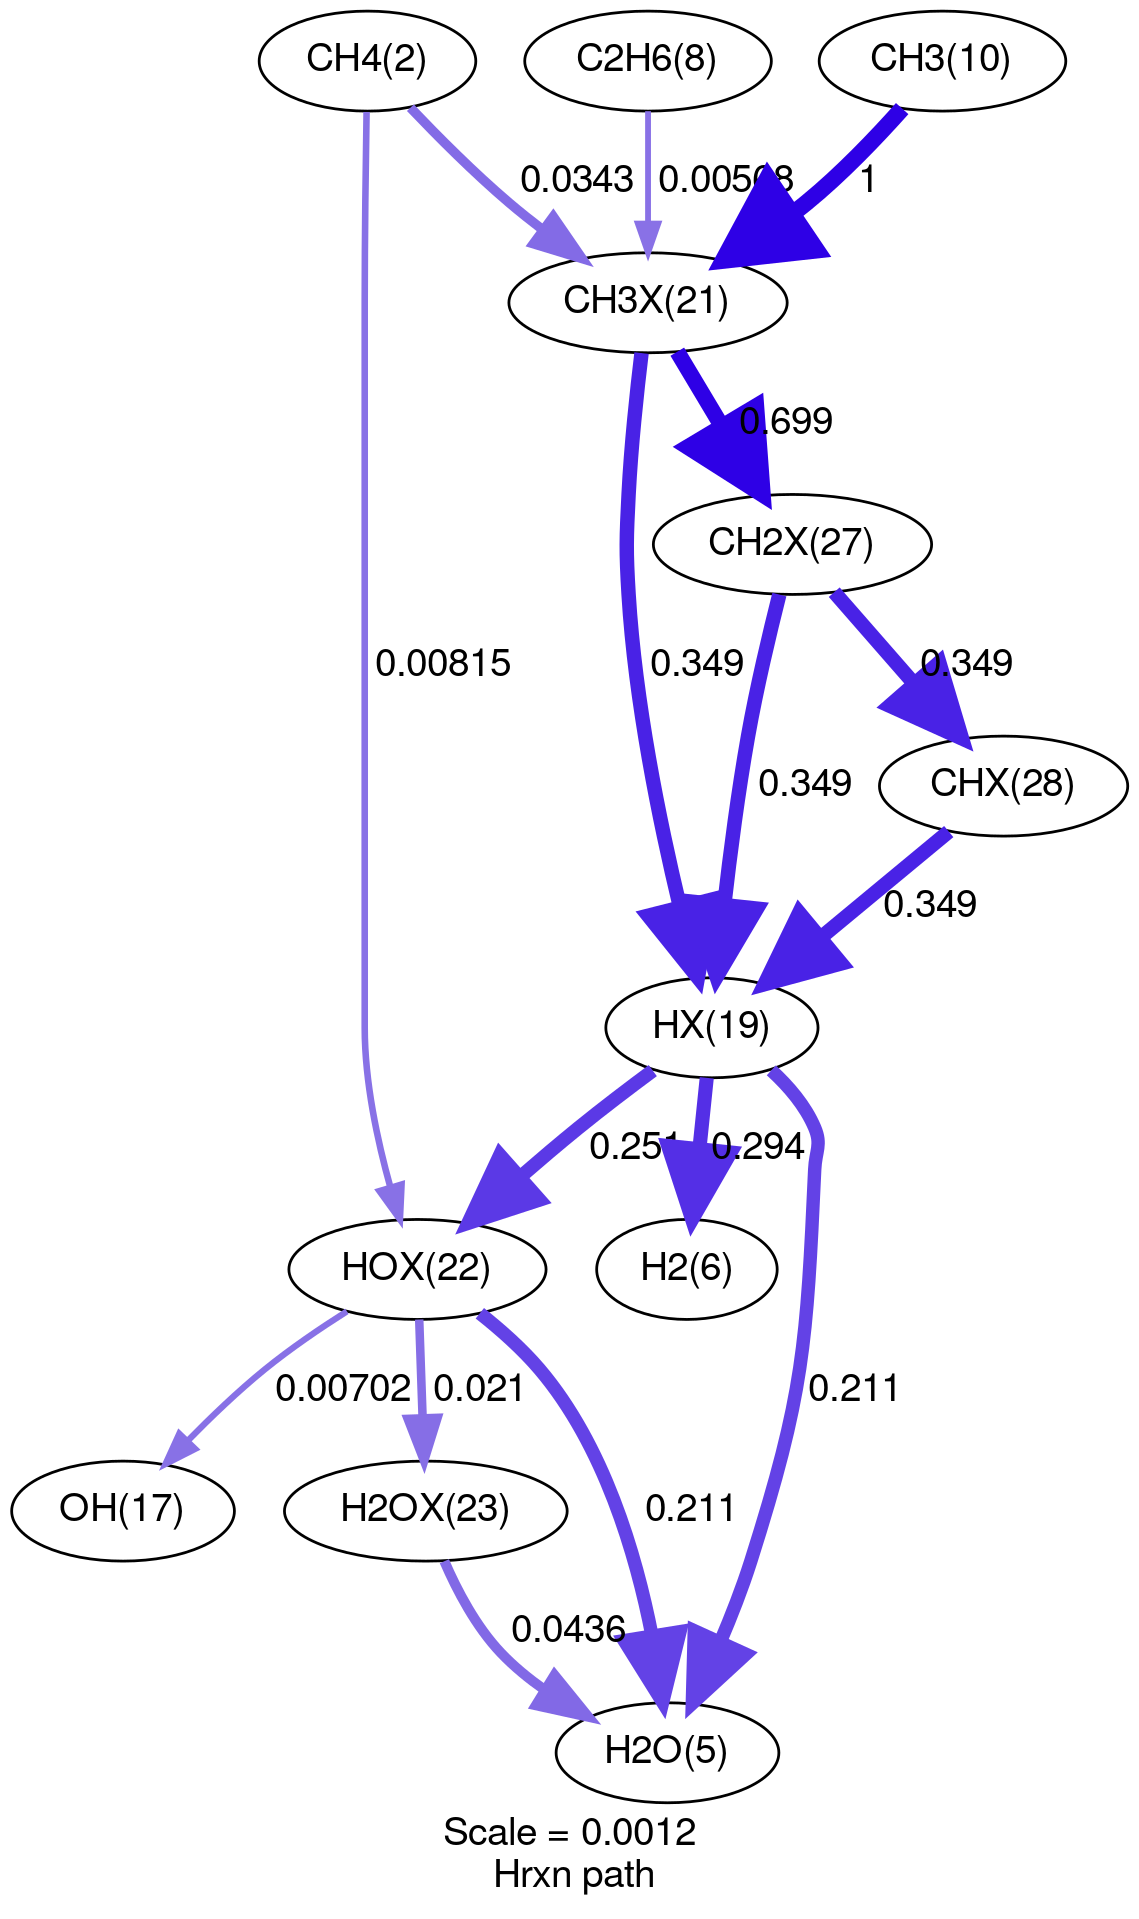 CH4(2) C2H6(8) CH3(10)
0.0343 0.00508 1
CH3X(21)
0.699
CH2X(27)
0.00815 0.349 0.349
0.349
CHX(28)
0.349
HX(19)
0.251 0.294
HOX(22) H2(6)
0.00702 0.021 0.211
OH(17) H2OX(23) 0.211
0.0436
H2O(5)
Scale = 0.0012
Hrxn path